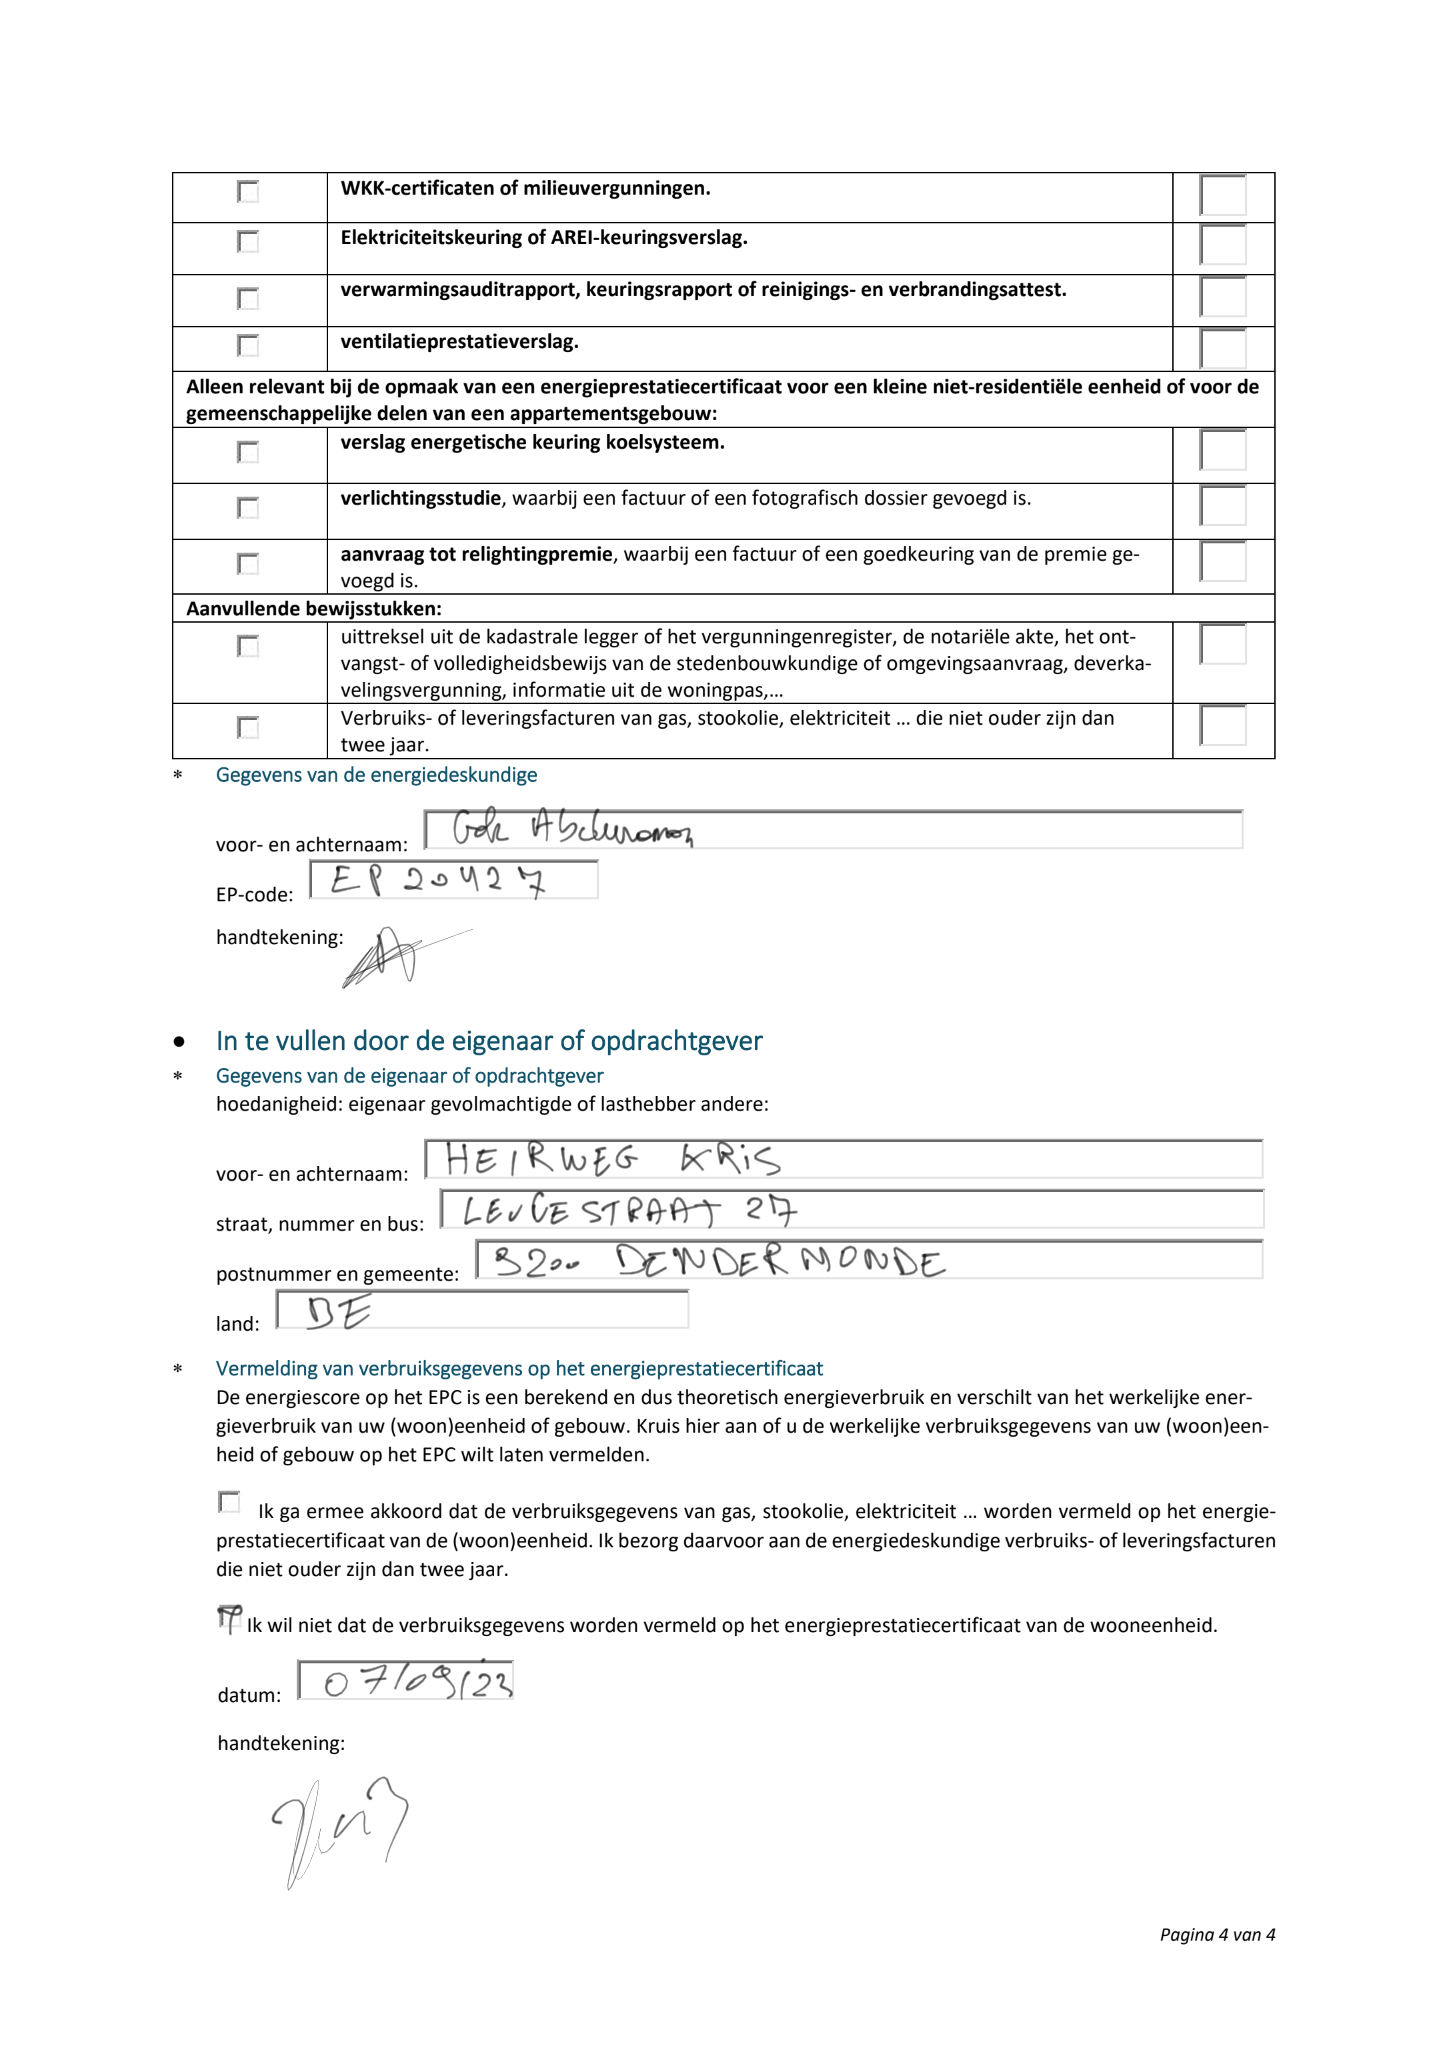 WKK-certificaten of milieuvergunningen.
Elektriciteitskeuring of AREI-keuringsverslag.
verwarmingsauditrapport, keuringsrapport of reinigings- en verbrandingsattest.
ventilatieprestatieverslag.
Alleen relevant bij de opmaak van een energieprestatiecertificaat voor een kleine niet-residentiële eenheid of voor de
gemeenschappelijke delen van een appartementsgebouw:
verslag energetische keuring koelsysteem.
verlichtingsstudie, waarbij een factuur of een fotografisch dossier gevoegd is.
aanvraag tot relightingpremie, waarbij een factuur of een goedkeuring van de premie ge-
voegd is.
Aanvullende bewijsstukken:
uittreksel uit de kadastrale legger of het vergunningenregister, de notariële akte, het ont-
vangst- of volledigheidsbewijs van de stedenbouwkundige of omgevingsaanvraag, deverka-
velingsvergunning, informatie uit de woningpas,...
Verbruiks- of leveringsfacturen van gas, stookolie, elektriciteit ... die niet ouder zijn dan
twee jaar.
* Gegevens van de energiedeskundige
voor- en achternaam:
EP-code: EP 20427
handtekening:
• In te vullen door de eigenaar of opdrachtgever
* Gegevens van de eigenaar of opdrachtgever
hoedanigheid: eigenaar gevolmachtigde of lasthebber andere:
voor- en achternaam: HEIRWEG KRIS
straat, nummer en bus: 27
postnummer en gemeente: 9200 DENDERMONDE
land: BE
* Vermelding van verbruiksgegevens op het energieprestatiecertificaat
De energiescore op het EPC is een berekend en dus theoretisch energieverbruik en verschilt van het werkelijke ener-
gieverbruik van uw (woon)eenheid of gebouw. Kruis hier aan of u de werkelijke verbruiksgegevens van uw (woon)een-
heid of gebouw op het EPC wilt laten vermelden.
Ik ga ermee akkoord dat de verbruiksgegevens van gas, stookolie, elektriciteit ... worden vermeld op het energie-
prestatiecertificaat van de (woon)eenheid. Ik bezorg daarvoor aan de energiedeskundige verbruiks- of leveringsfacturen
die niet ouder zijn dan twee jaar.
Ik wil niet dat de verbruiksgegevens worden vermeld op het energieprestatiecertificaat van de wooneenheid.
datum: 07/09/23
handtekening:
Pagina 4 van 4